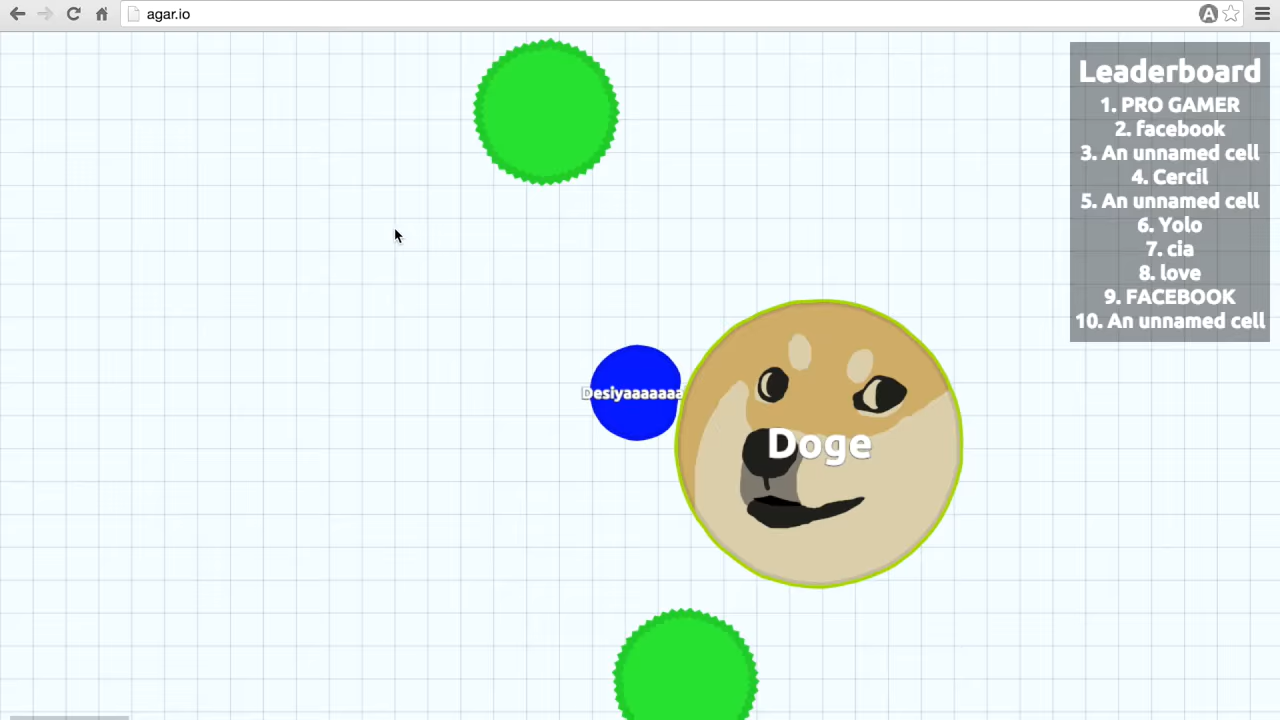 agar.io
Leaderboard
1. PRO GAMER
2. facebook
3. An unnamed cell
4. Cercil
5. An unnamed cell
6. Yolo
7. cia
8. love
9. FACEBOOK
10. An unnamed cell
Desiyaaaaaaa
Doge